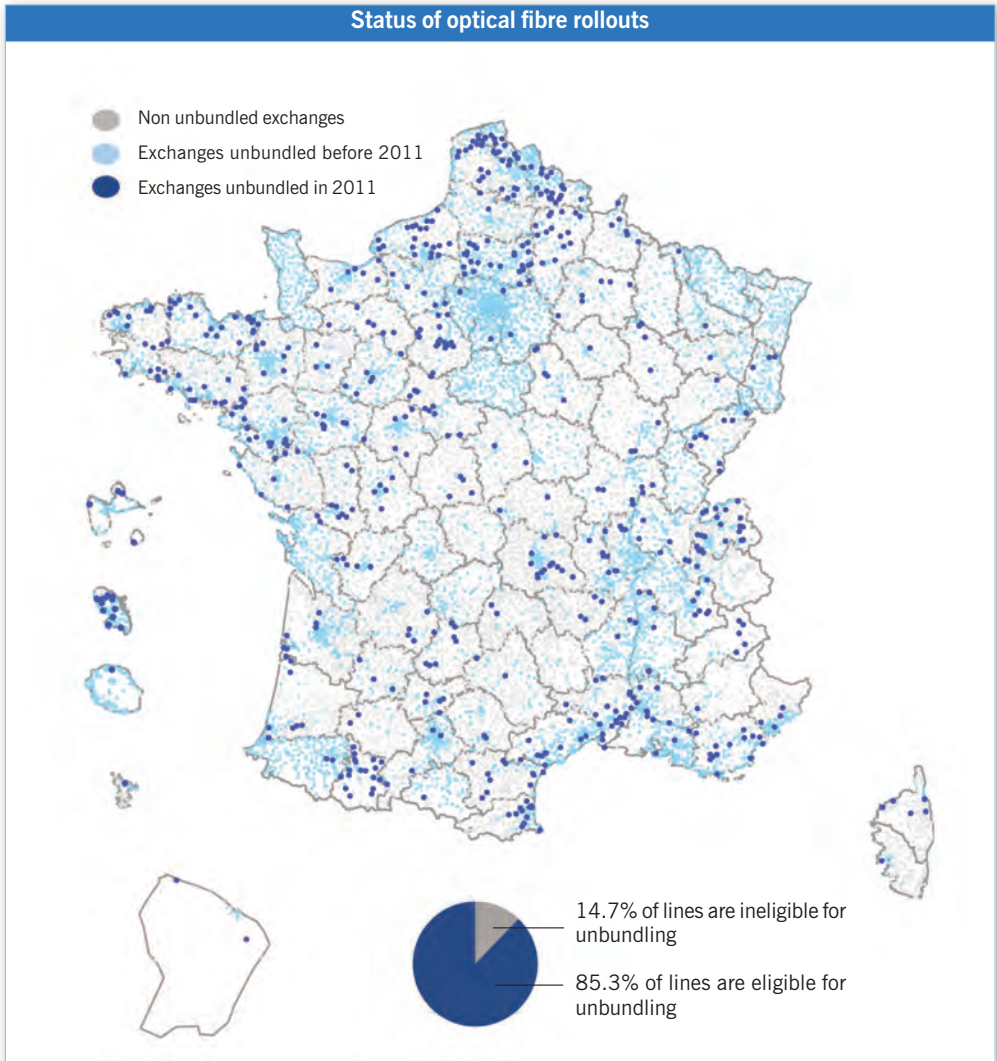 Status of optical fibre rollouts
Non unbundled exchanges
Exchanges unbundled before 2011
Exchanges unbundled in 2011
14.7% of lines are ineligible for
unbundling
85.3% of lines are eligible for
unbundling